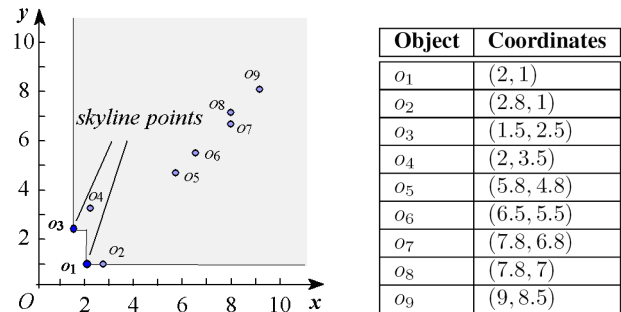 y
10
8
6
4
2
O
2
4
6
8
10
x
skyline points
o9
o8
o7
o6
o5
o4
o3
o2
o1
Object Coordinates
o1 (2, 1)
o2 (2.8, 1)
o3 (1.5, 2.5)
o4 (2, 3.5)
o5 (5.8, 4.8)
o6 (6.5, 5.5)
o7 (7.8, 6.8)
o8 (7.8, 7)
o9 (9, 8.5)